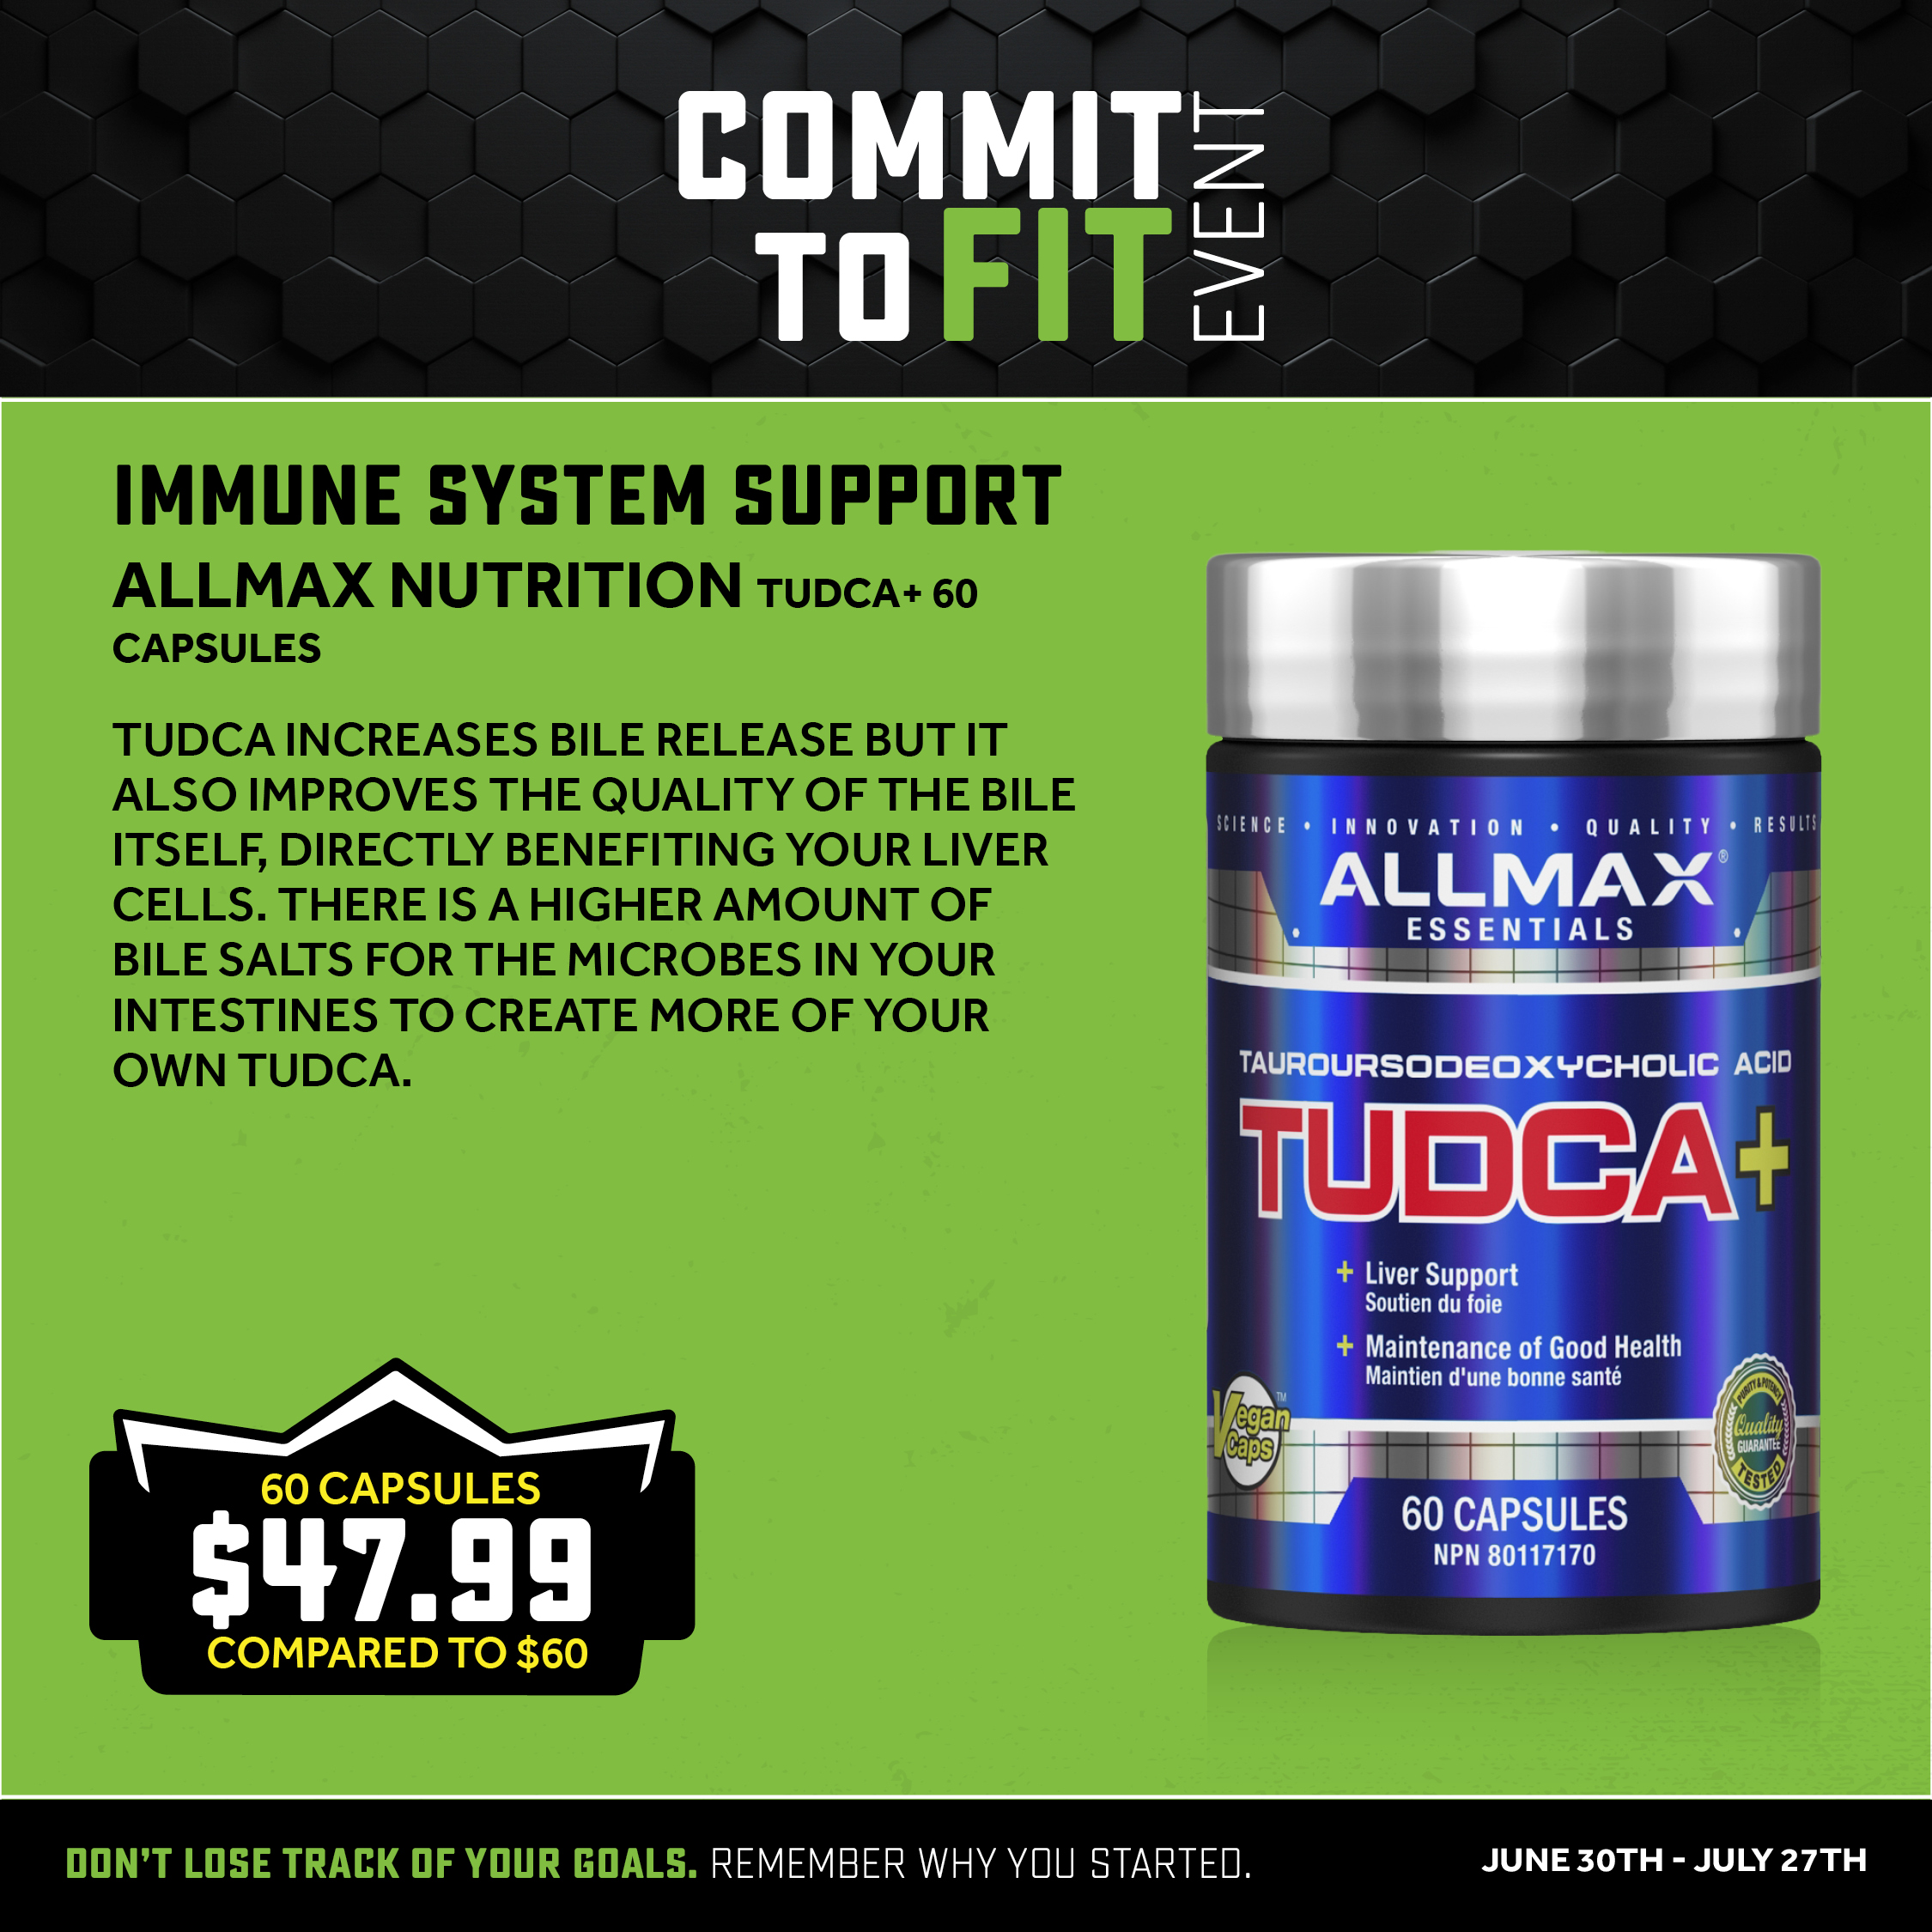 COMMIT
TO FIT
EVENT
IMMUNE SYSTEM SUPPORT
ALLMAX NUTRITION TUDCA+ 60
CAPSULES
TUDCA INCREASES BILE RELEASE BUT IT
ALSO IMPROVES THE QUALITY OF THE BILE
ITSELF, DIRECTLY BENEFITING YOUR LIVER
CELLS. THERE IS A HIGHER AMOUNT OF
BILE SALTS FOR THE MICROBES IN YOUR
INTESTINES TO CREATE MORE OF YOUR
OWN TUDCA.
60 CAPSULES
$47.99
COMPARED TO $60
SCIENCE • INNOVATION • QUALITY • RESULTS
ALLMAX®
ESSENTIALS
TAUROURSODEOXYCHOLIC ACID
TUDCA+
+ Liver Support
Soutien du foie
+ Maintenance of Good Health
Maintien d'une bonne santé
Vegan™
Caps
PURITY & POTENCY
Quality
GUARANTEE
TESTED
60 CAPSULES
NPN 80117170
DON'T LOSE TRACK OF YOUR GOALS. REMEMBER WHY YOU STARTED.
JUNE 30TH - JULY 27TH